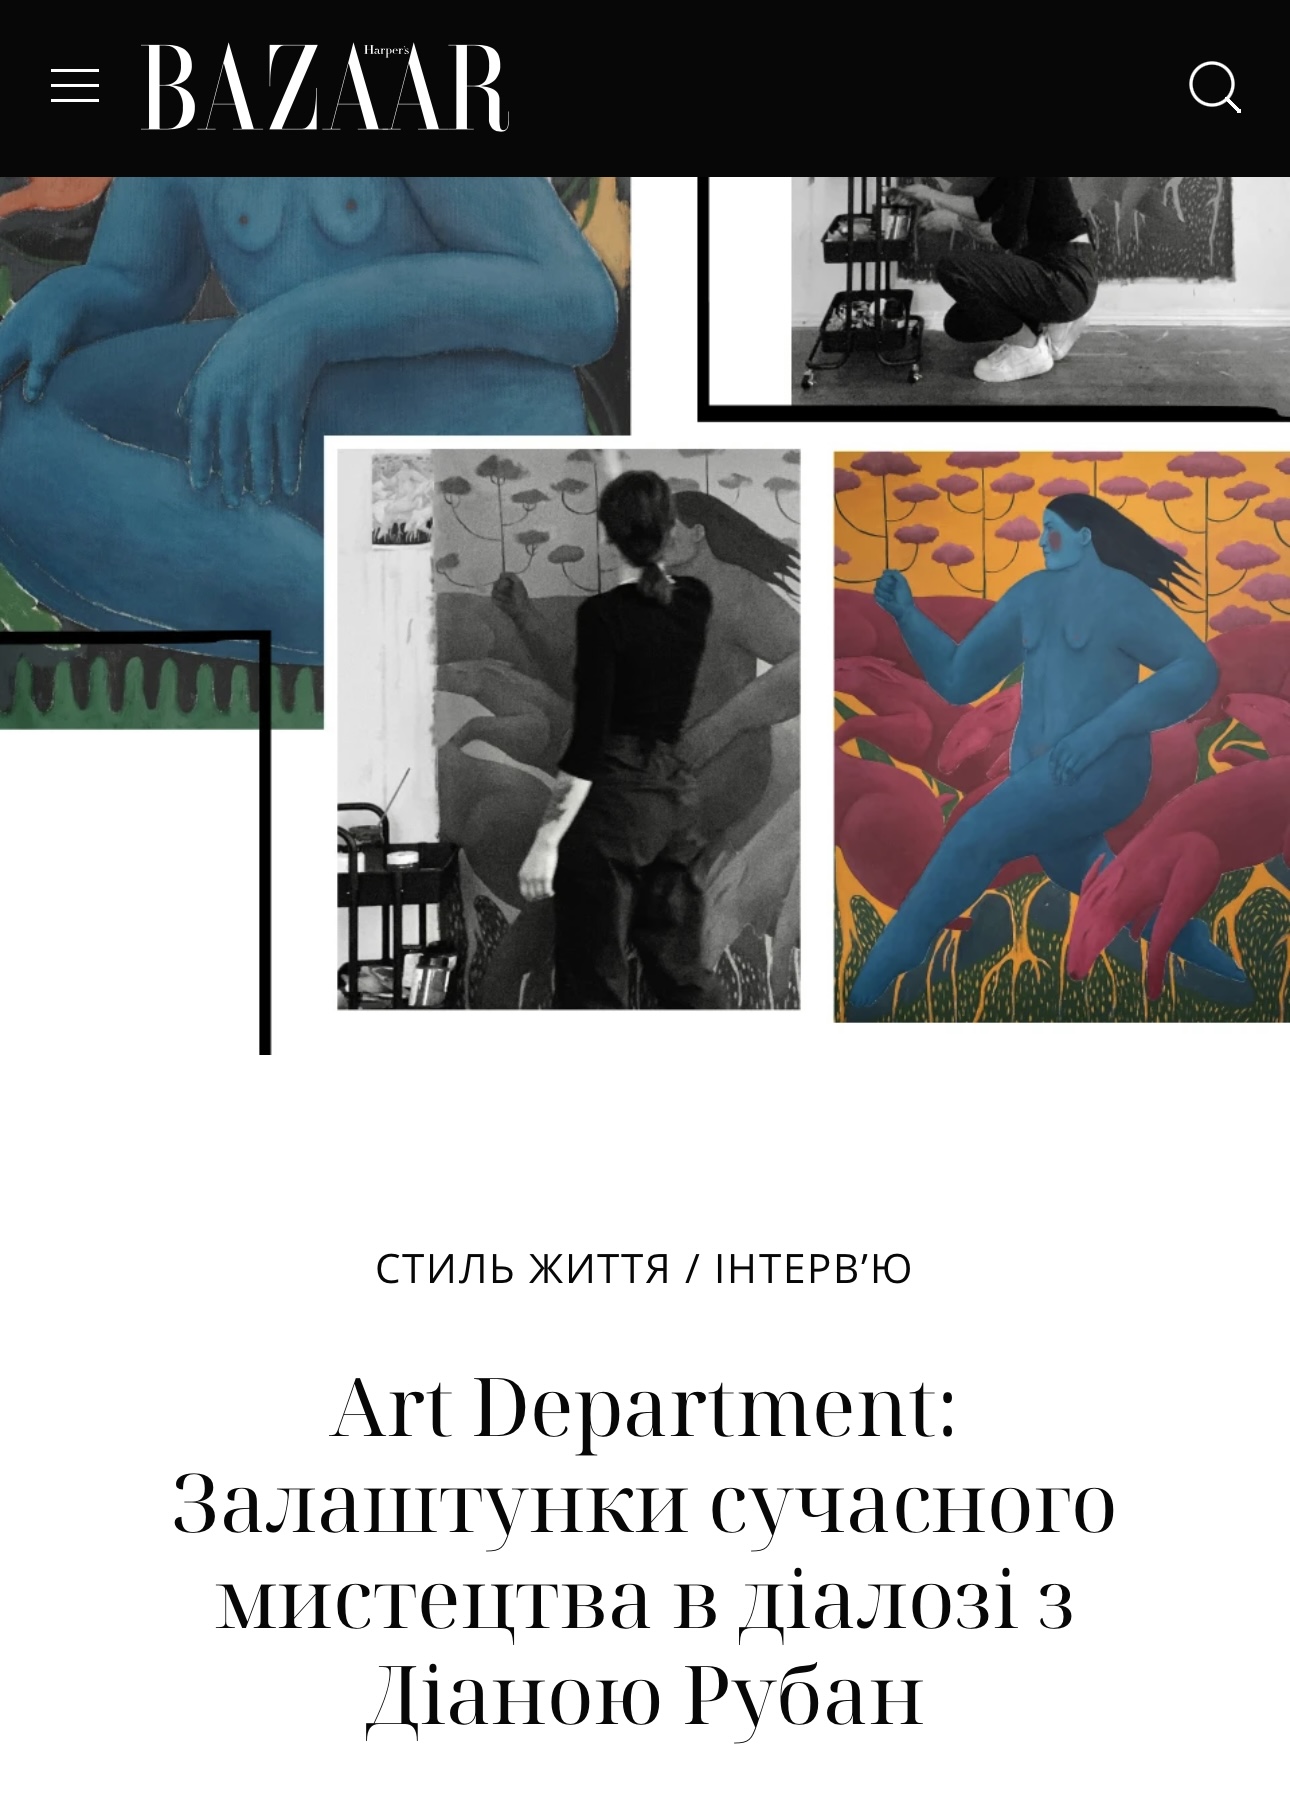 Harper's
BAZAAR
СТИЛЬ ЖИТТЯ / ІНТЕРВ’Ю
Art Department:
Залаштунки сучасного
мистецтва в діалозі з
Діаною Рубан